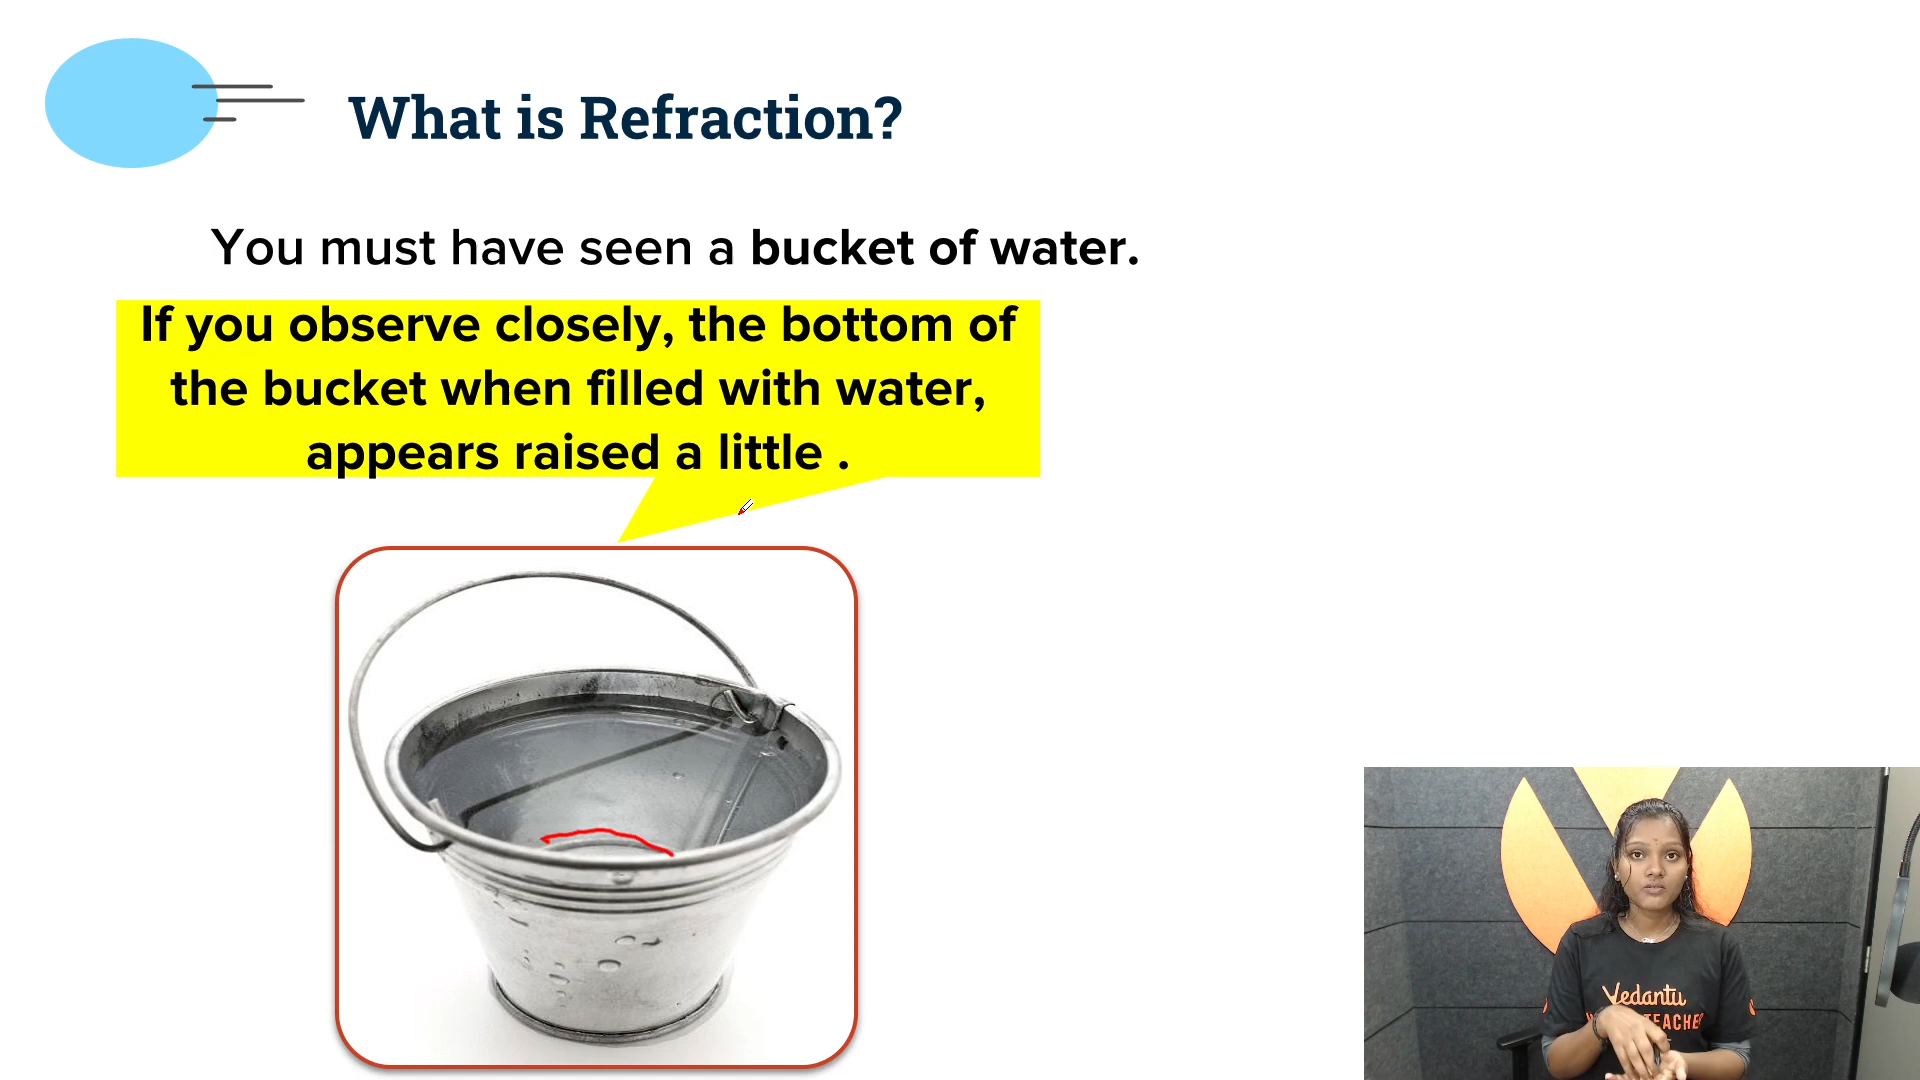 What is Refraction?
You must have seen a bucket of water.
If you observe closely, the bottom of
the bucket when filled with water,
appears raised a little .
Vedantu
TEACHER